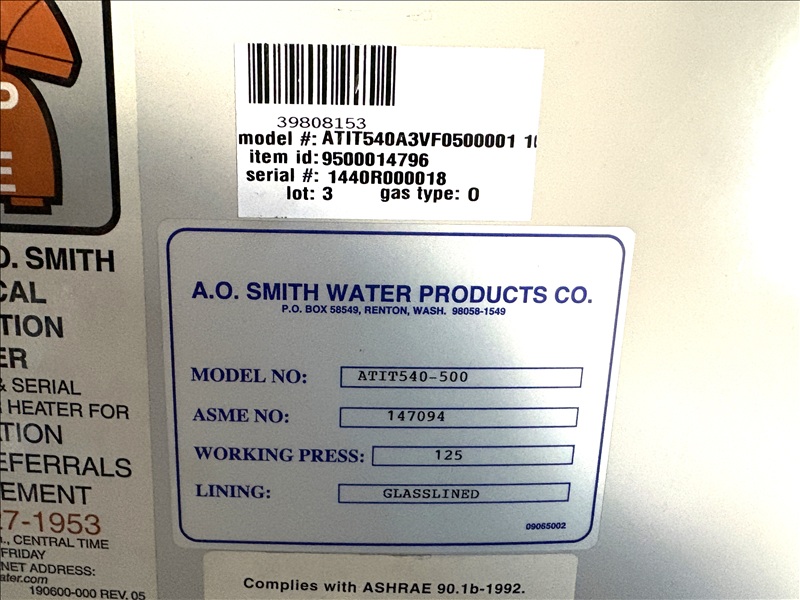 P
E
O. SMITH
CAL
TION
ER
& SERIAL
HEATER FOR
TION
EFERRALS
EMENT
7-1953
., CENTRAL TIME
FRIDAY
NET ADDRESS:
ater.com
190600-000 REV. 05
39808153
model #: ATIT540A3VF0500001 10
item id: 9500014796
serial #: 1440R000018
lot: 3 gas type: O
A.O. SMITH WATER PRODUCTS CO.
P.O. BOX 58549, RENTON, WASH. 98058-1549
MODEL NO: ATIT540-500
ASME NO: 147094
WORKING PRESS: 125
LINING: GLASSLINED
09065002
Complies with ASHRAE 90.1b-1992.